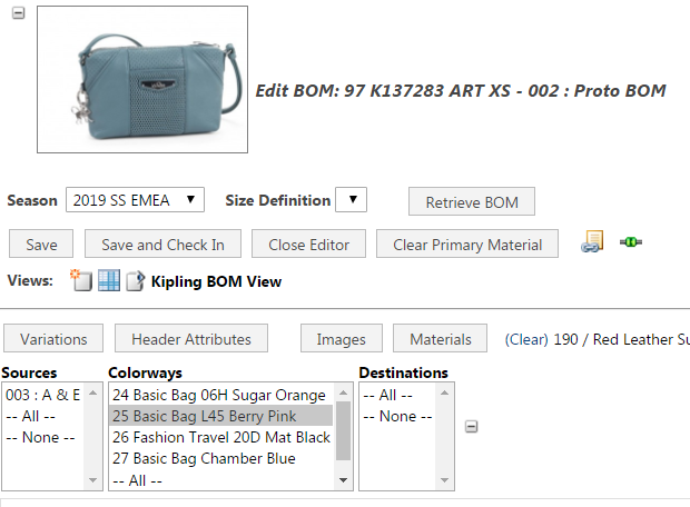 Edit BOM: 97 K137283 ART XS - 002 : Proto BOM
Season 2019 SS EMEA Size Definition Retrieve BOM
Save Save and Check In Close Editor Clear Primary Material
Views: Kipling BOM View
Variations Header Attributes Images Materials (Clear) 190 / Red Leather Su
Sources Colorways Destinations
003 : A & E 24 Basic Bag 06H Sugar Orange -- All --
-- All -- 25 Basic Bag L45 Berry Pink -- None --
-- None -- 26 Fashion Travel 20D Mat Black
27 Basic Bag Chamber Blue
-- All --